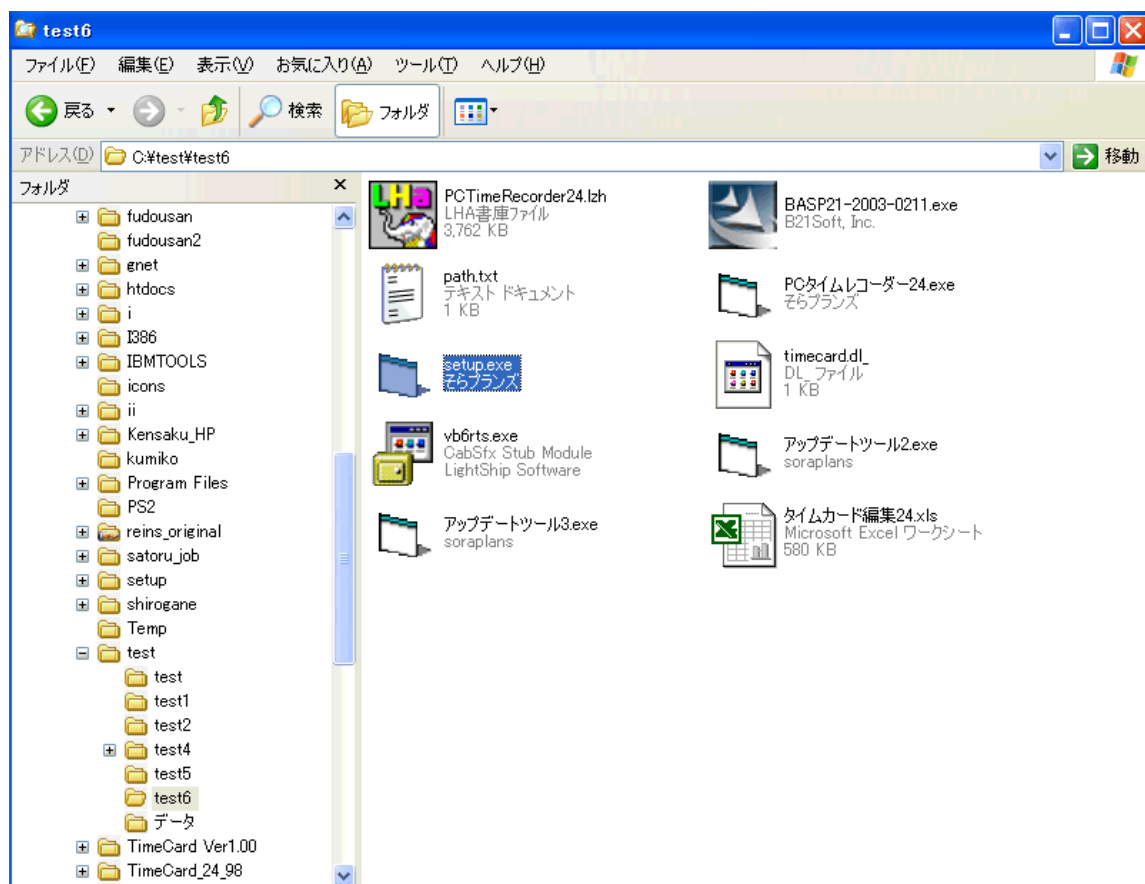 test6
ファイル(F) 編集(E) 表示(V) お気に入り(A) ツール(T) ヘルプ(H)
戻る 検索 フォルダ
アドレス(D) C:¥test¥test6 移動
フォルダ
fudousan
fudousan2
gnet
htdocs
i
I386
IBMTOOLS
icons
ii
Kensaku_HP
kumiko
Program Files
PS2
reins_original
satoru_job
setup
shirogane
Temp
test
test
test1
test2
test4
test5
test6
データ
TimeCard Ver1.00
TimeCard_24_98
LHa
PCTimeRecorder24.lzh
LHA書庫ファイル
3,762 KB
BASP21-2003-0211.exe
B21Soft, Inc.
path.txt
テキスト ドキュメント
1 KB
PCタイムレコーダー24.exe
そらプランズ
setup.exe
そらプランズ
timecard.dl_
DL_ ファイル
1 KB
vb6rts.exe
CabSfx Stub Module
LightShip Software
アップデートツール2.exe
soraplans
アップデートツール3.exe
soraplans
タイムカード編集24.xls
Microsoft Excel ワークシート
580 KB